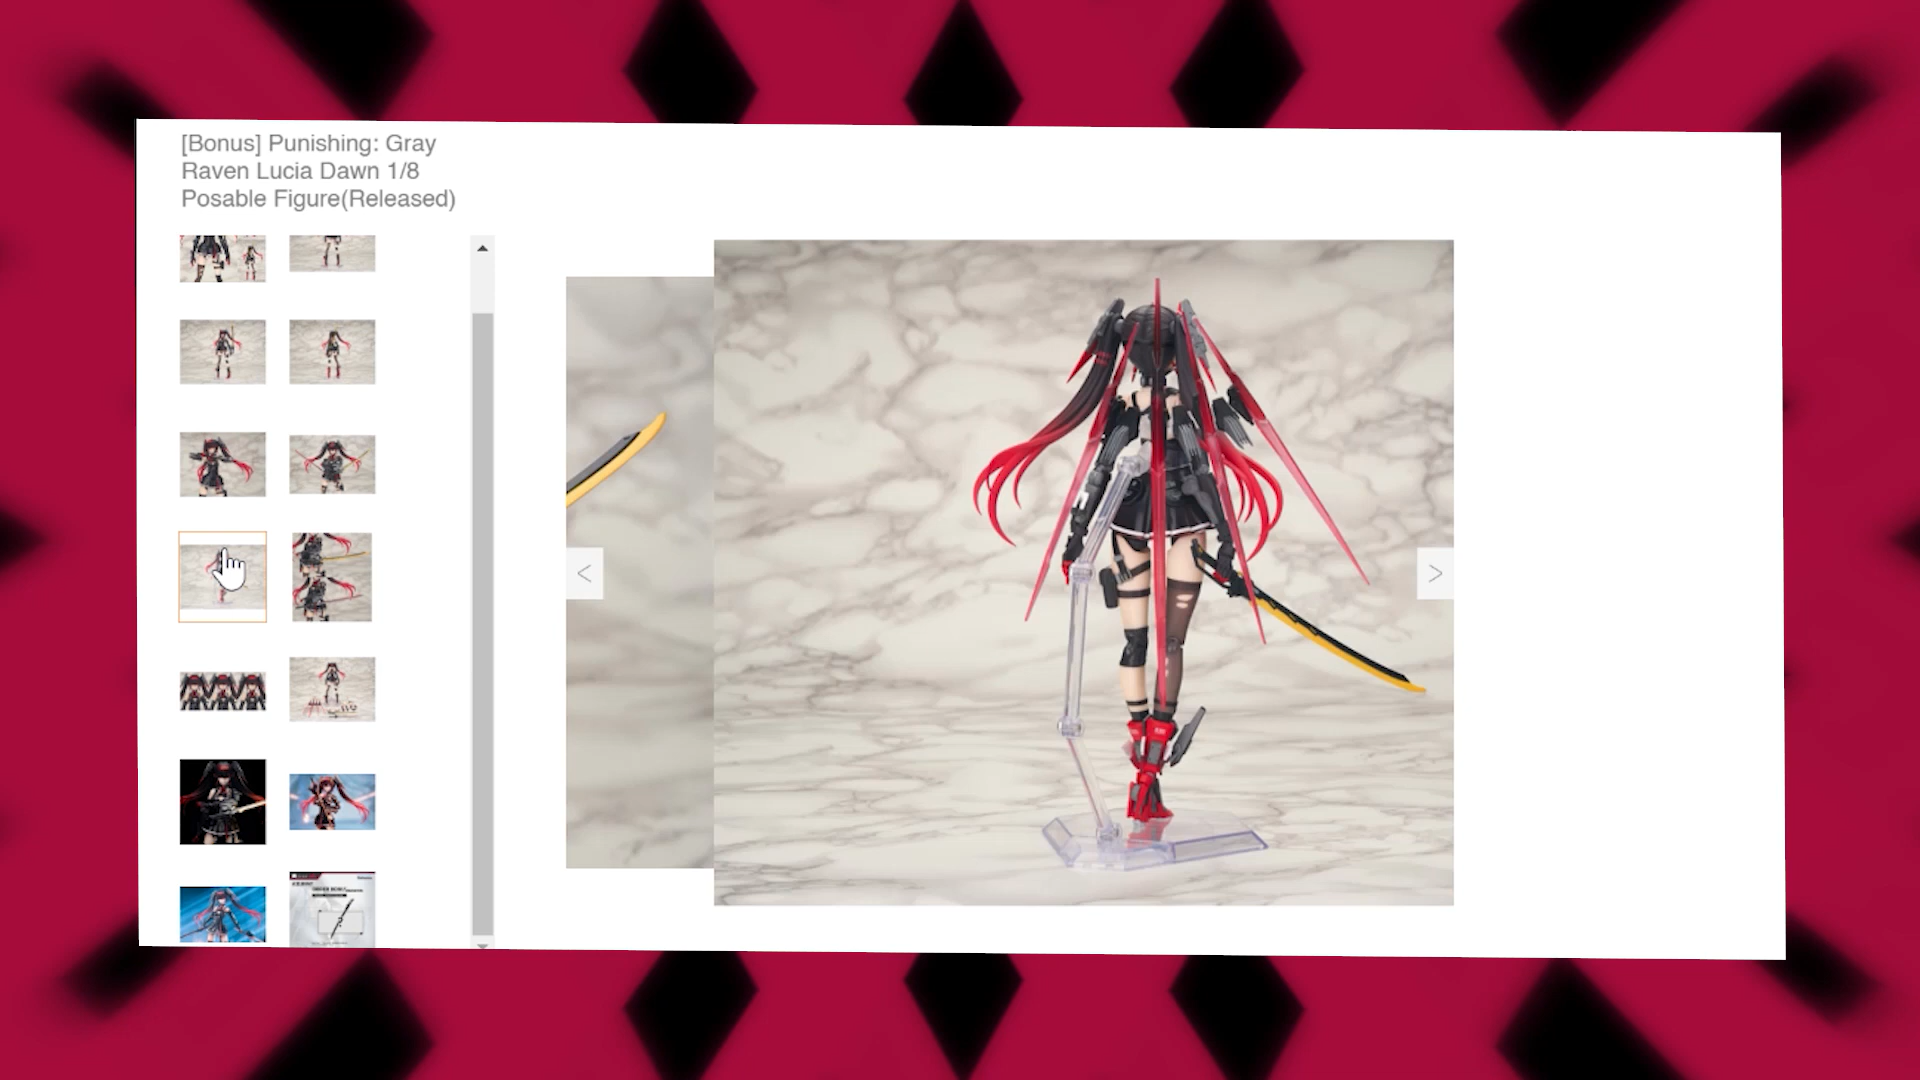 [Bonus] Punishing: Gray
Raven Lucia Dawn 1/8
Posable Figure(Released)